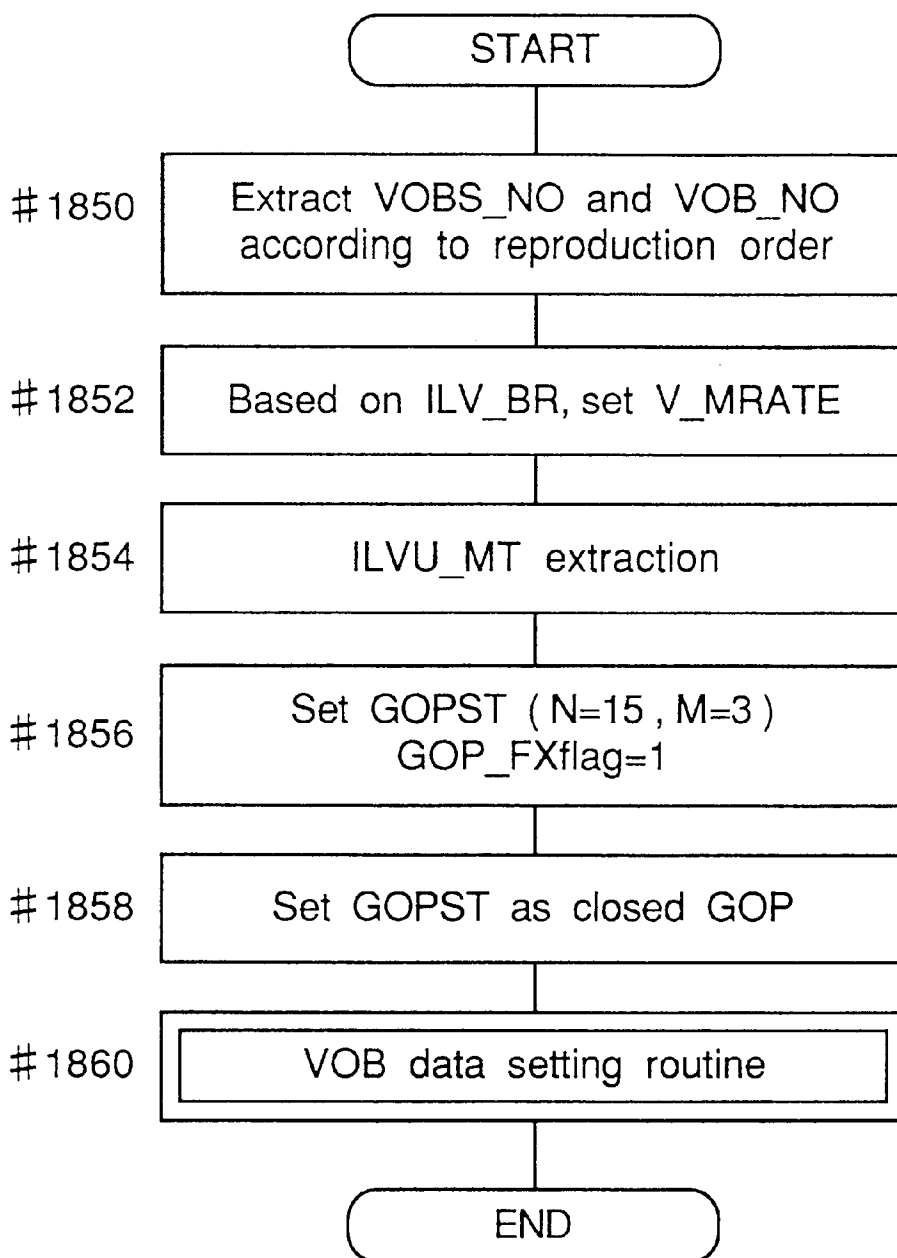 START
#1850
Extract VOBS_NO and VOB_NO
according to reproduction order
#1852
Based on ILV_BR, set V_MRATE
#1854
ILVU_MT extraction
#1856
Set GOPST (N=15, M=3)
GOP_FXflag=1
#1858
Set GOPST as closed GOP
#1860
VOB data setting routine
END